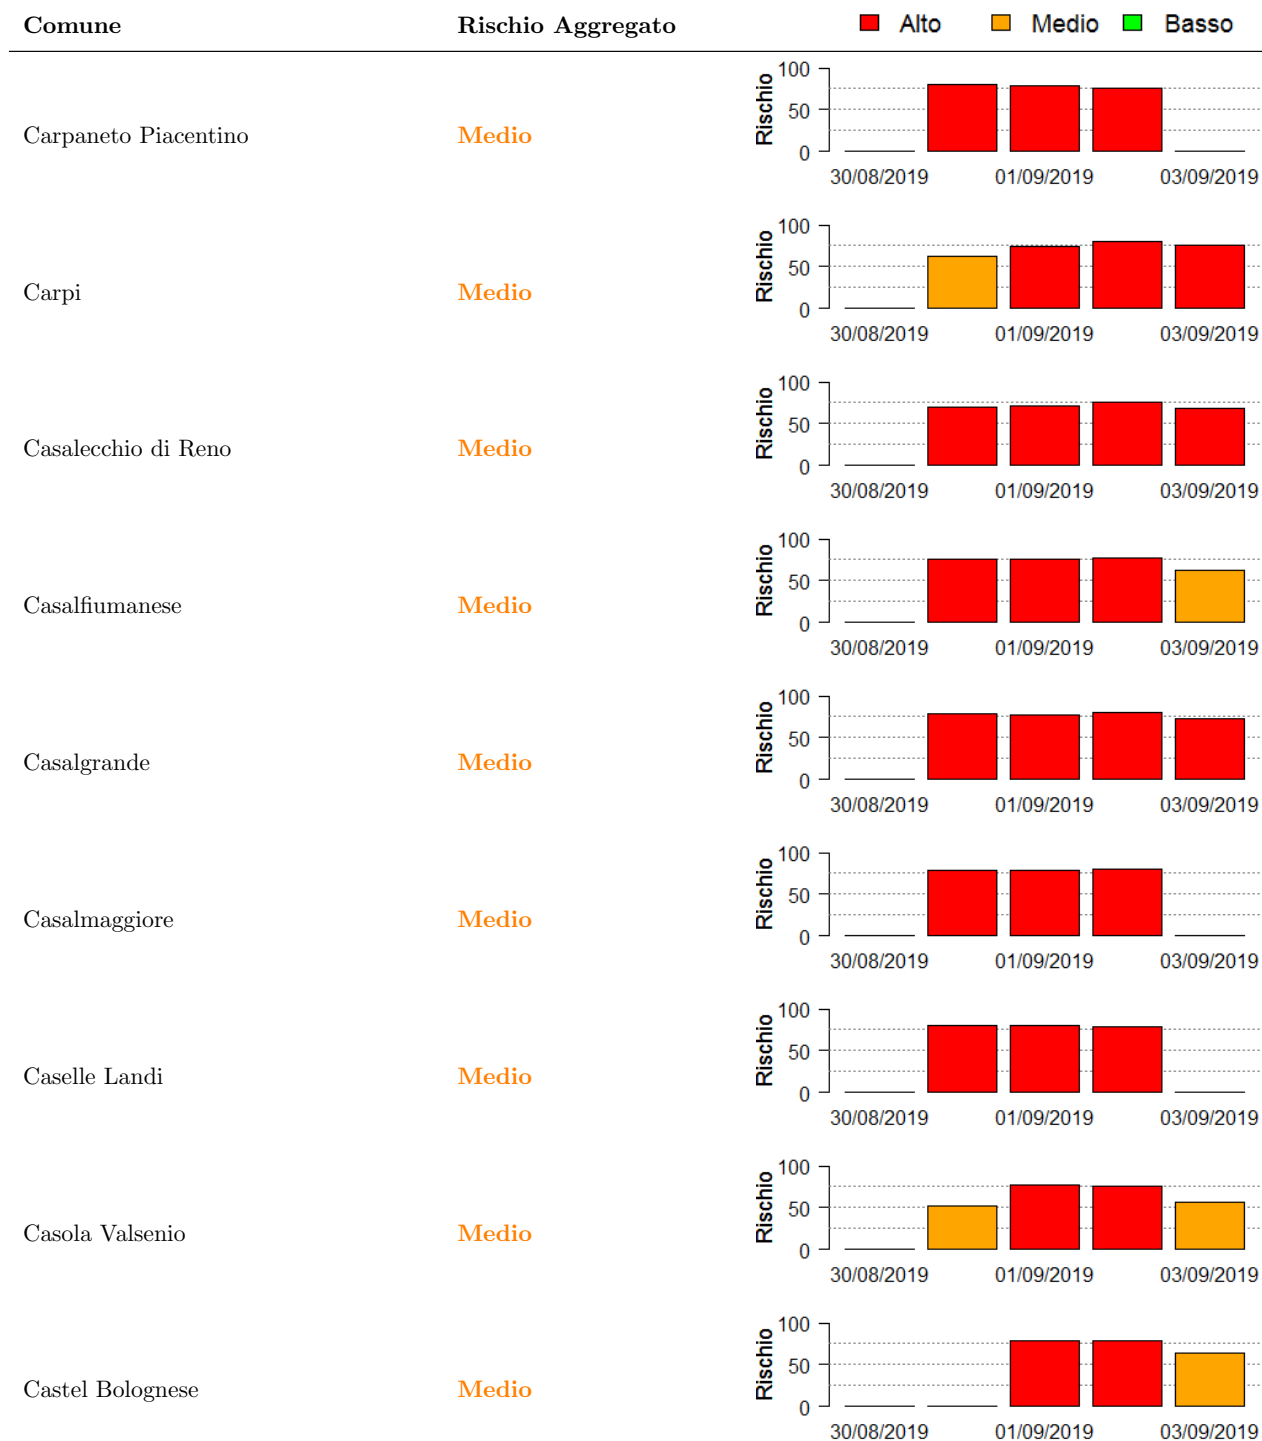 Comune Rischio Aggregato Alto Medio Basso
Carpaneto Piacentino Medio Rischio 100 50 0
30/08/2019 01/09/2019 03/09/2019
Carpi Medio Rischio 100 50 0
30/08/2019 01/09/2019 03/09/2019
Casalecchio di Reno Medio Rischio 100 50 0
30/08/2019 01/09/2019 03/09/2019
Casalfiumanese Medio Rischio 100 50 0
30/08/2019 01/09/2019 03/09/2019
Casalgrande Medio Rischio 100 50 0
30/08/2019 01/09/2019 03/09/2019
Casalmaggiore Medio Rischio 100 50 0
30/08/2019 01/09/2019 03/09/2019
Caselle Landi Medio Rischio 100 50 0
30/08/2019 01/09/2019 03/09/2019
Casola Valsenio Medio Rischio 100 50 0
30/08/2019 01/09/2019 03/09/2019
Castel Bolognese Medio Rischio 100 50 0
30/08/2019 01/09/2019 03/09/2019